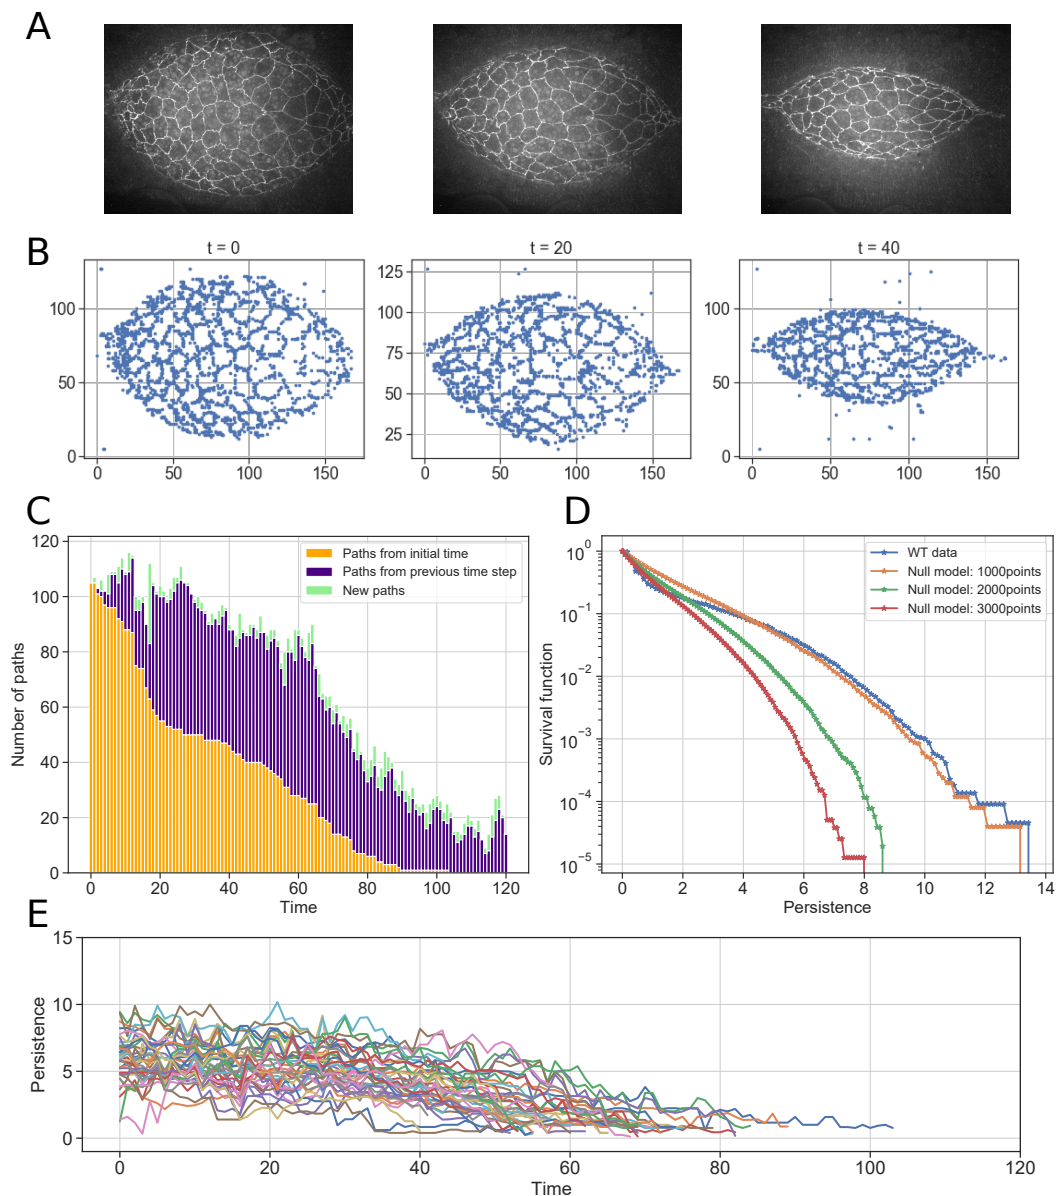 A
B
t = 0
t = 20
t = 40
100
50
0
0
50
100
150
125
100
75
50
25
0
50
100
150
100
50
0
0
50
100
150
C
D
120
100
80
60
40
20
0
Number of paths
Paths from initial time
Paths from previous time step
New paths
0
20
40
60
80
100
120
Time
10^0
10^-1
10^-2
10^-3
10^-4
10^-5
Survival function
WT data
Null model: 1000points
Null model: 2000points
Null model: 3000points
0
2
4
6
8
10
12
14
Persistence
E
15
10
5
0
Persistence
0
20
40
60
80
100
120
Time